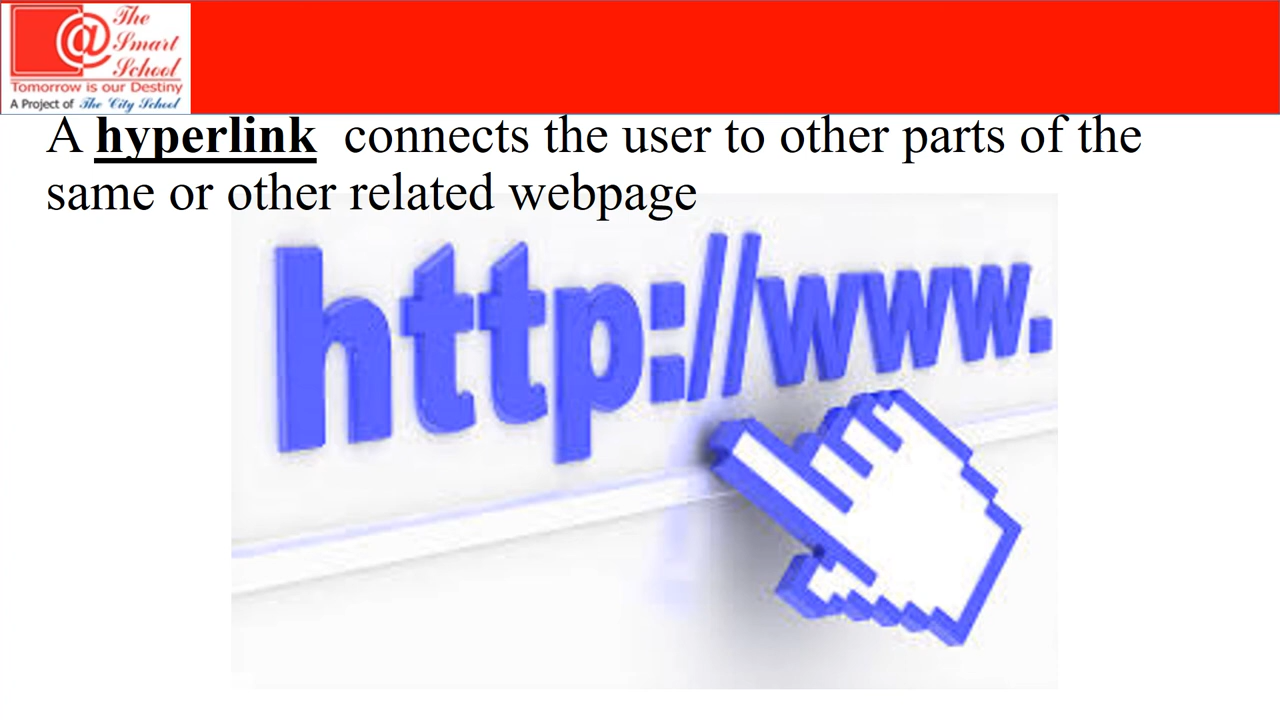 The
Smart
School
Tomorrow is our Destiny
A Project of The City School
A hyperlink connects the user to other parts of the
same or other related webpage
http://www.